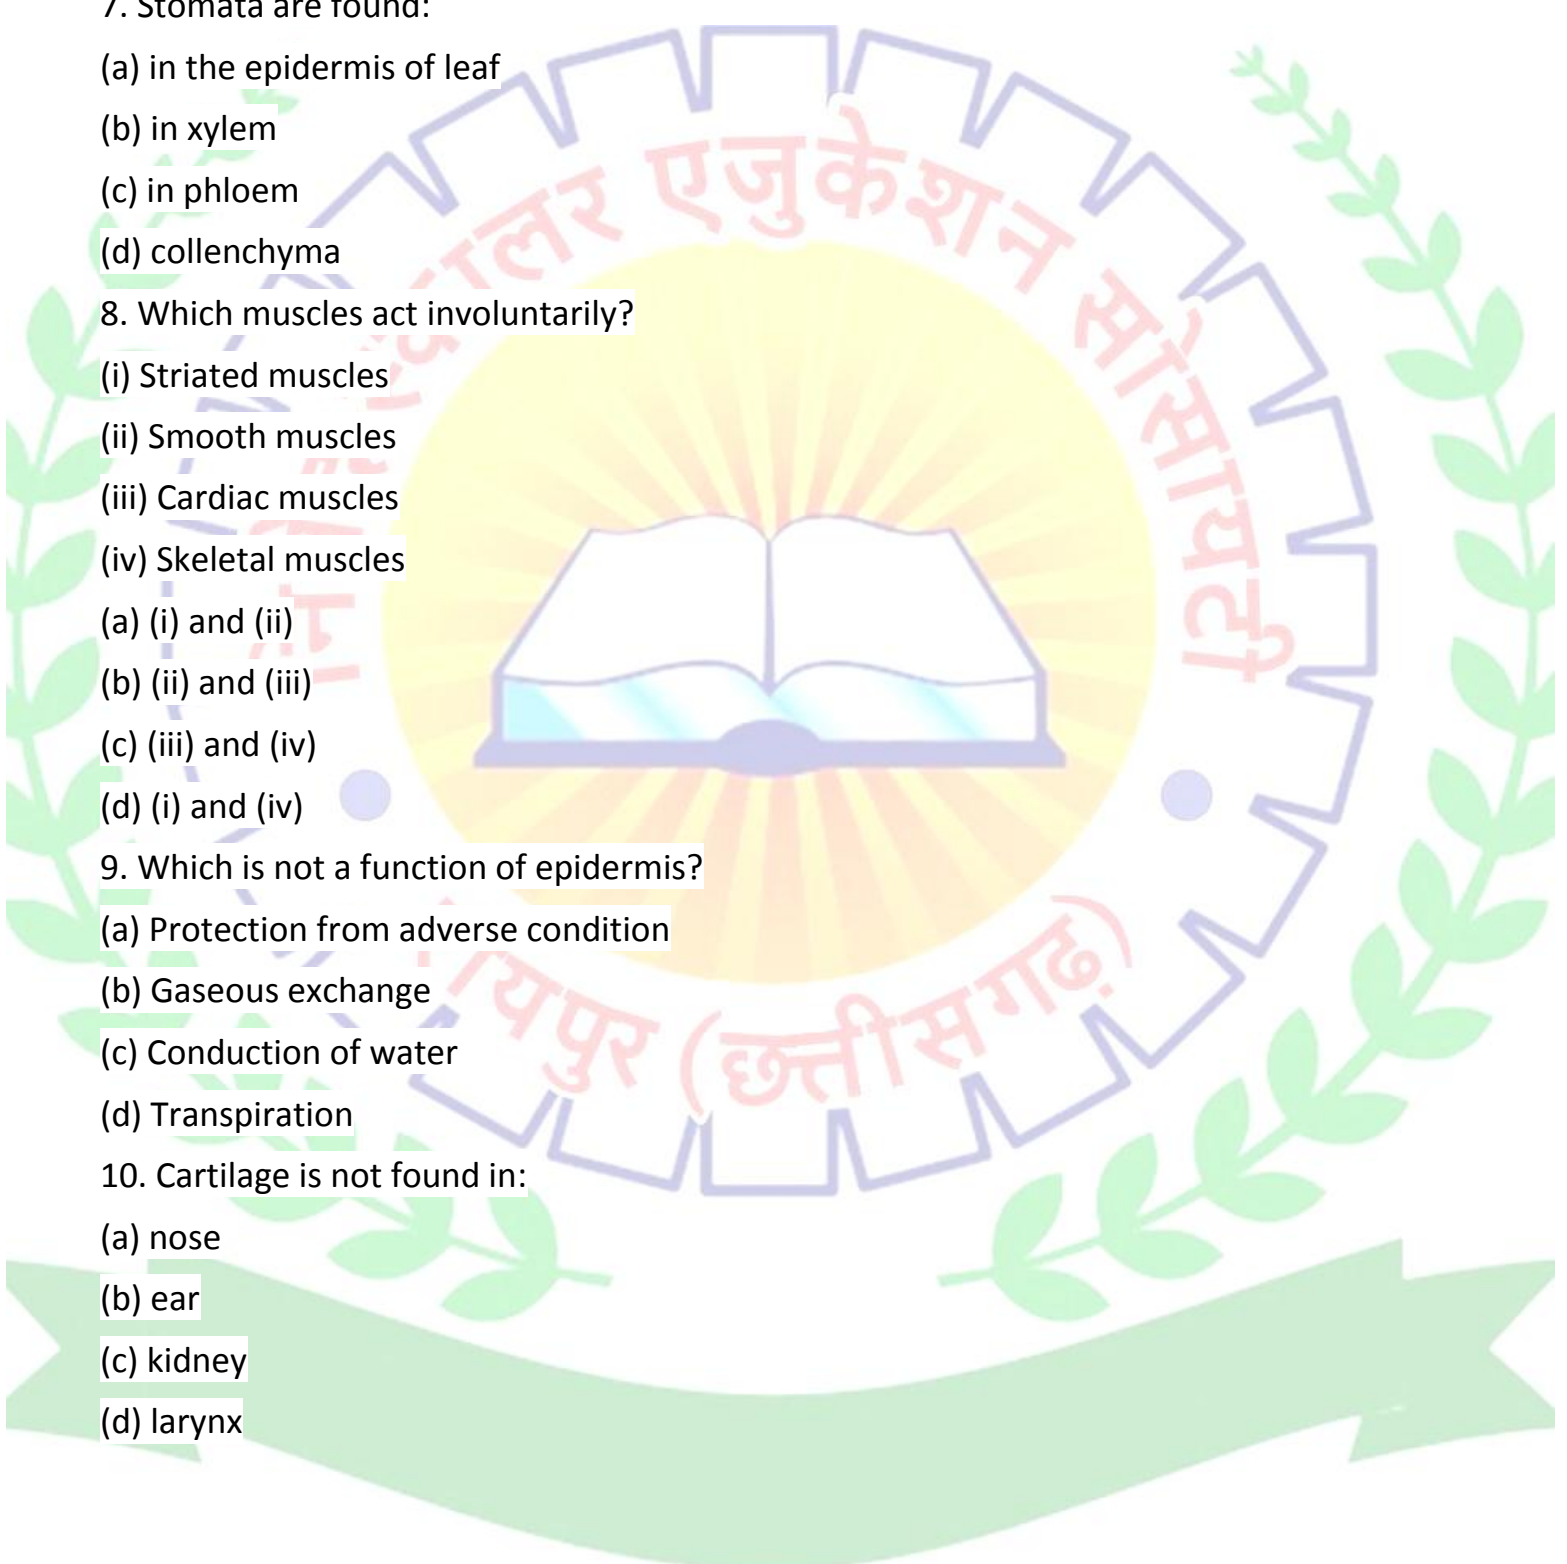 7. Stomata are found:
(a) in the epidermis of leaf
(b) in xylem
(c) in phloem
(d) collenchyma
8. Which muscles act involuntarily?
(i) Striated muscles
(ii) Smooth muscles
(iii) Cardiac muscles
(iv) Skeletal muscles
(a) (i) and (ii)
(b) (ii) and (iii)
(c) (iii) and (iv)
(d) (i) and (iv)
9. Which is not a function of epidermis?
(a) Protection from adverse condition
(b) Gaseous exchange
(c) Conduction of water
(d) Transpiration
10. Cartilage is not found in:
(a) nose
(b) ear
(c) kidney
(d) larynx
एजुकेशन सोसायटी
(छत्तीसगढ़)